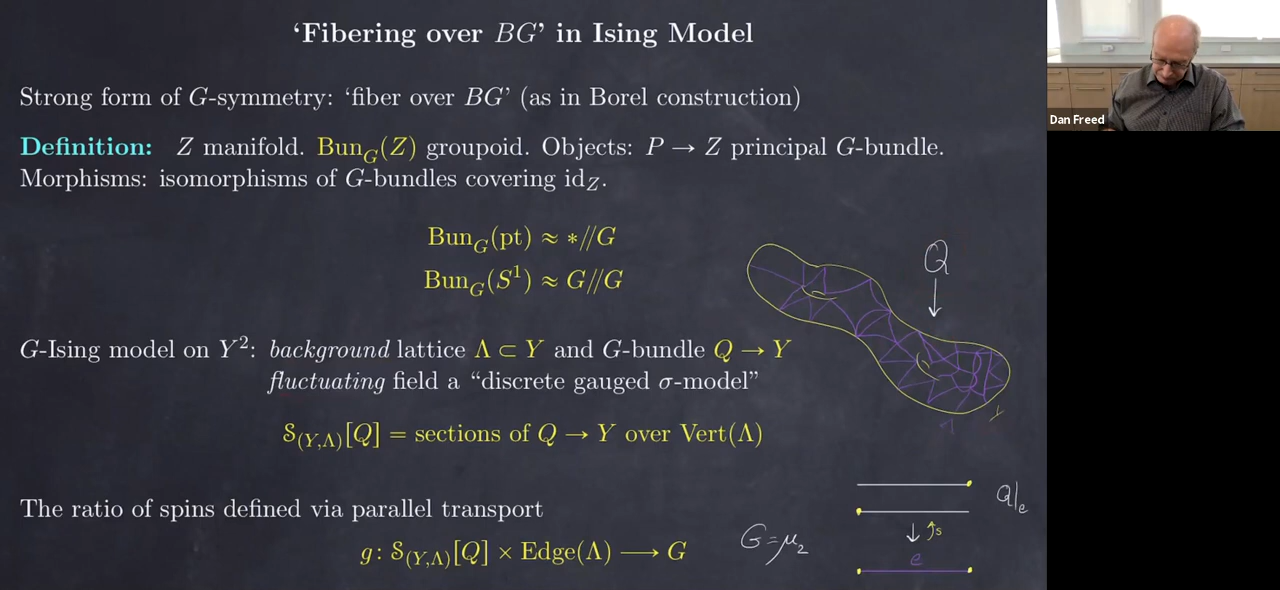 ‘Fibering over BG’ in Ising Model
Strong form of G-symmetry: ‘fiber over BG’ (as in Borel construction)
Definition: Z manifold. Bun_G(Z) groupoid. Objects: P → Z principal G-bundle.
Morphisms: isomorphisms of G-bundles covering id_Z.
Bun_G(pt) ≈ *//G
Bun_G(S¹) ≈ G//G
Q
G-Ising model on Y²: background lattice Λ ⊂ Y and G-bundle Q → Y
fluctuating field a “discrete gauged σ-model”
Y
Λ
𝒮_(Y,Λ)[Q] = sections of Q → Y over Vert(Λ)
The ratio of spins defined via parallel transport
g: 𝒮_(Y,Λ)[Q] × Edge(Λ) ⟶ G
G=μ₂
Q|_e
↓ ↑s
e
Dan Freed